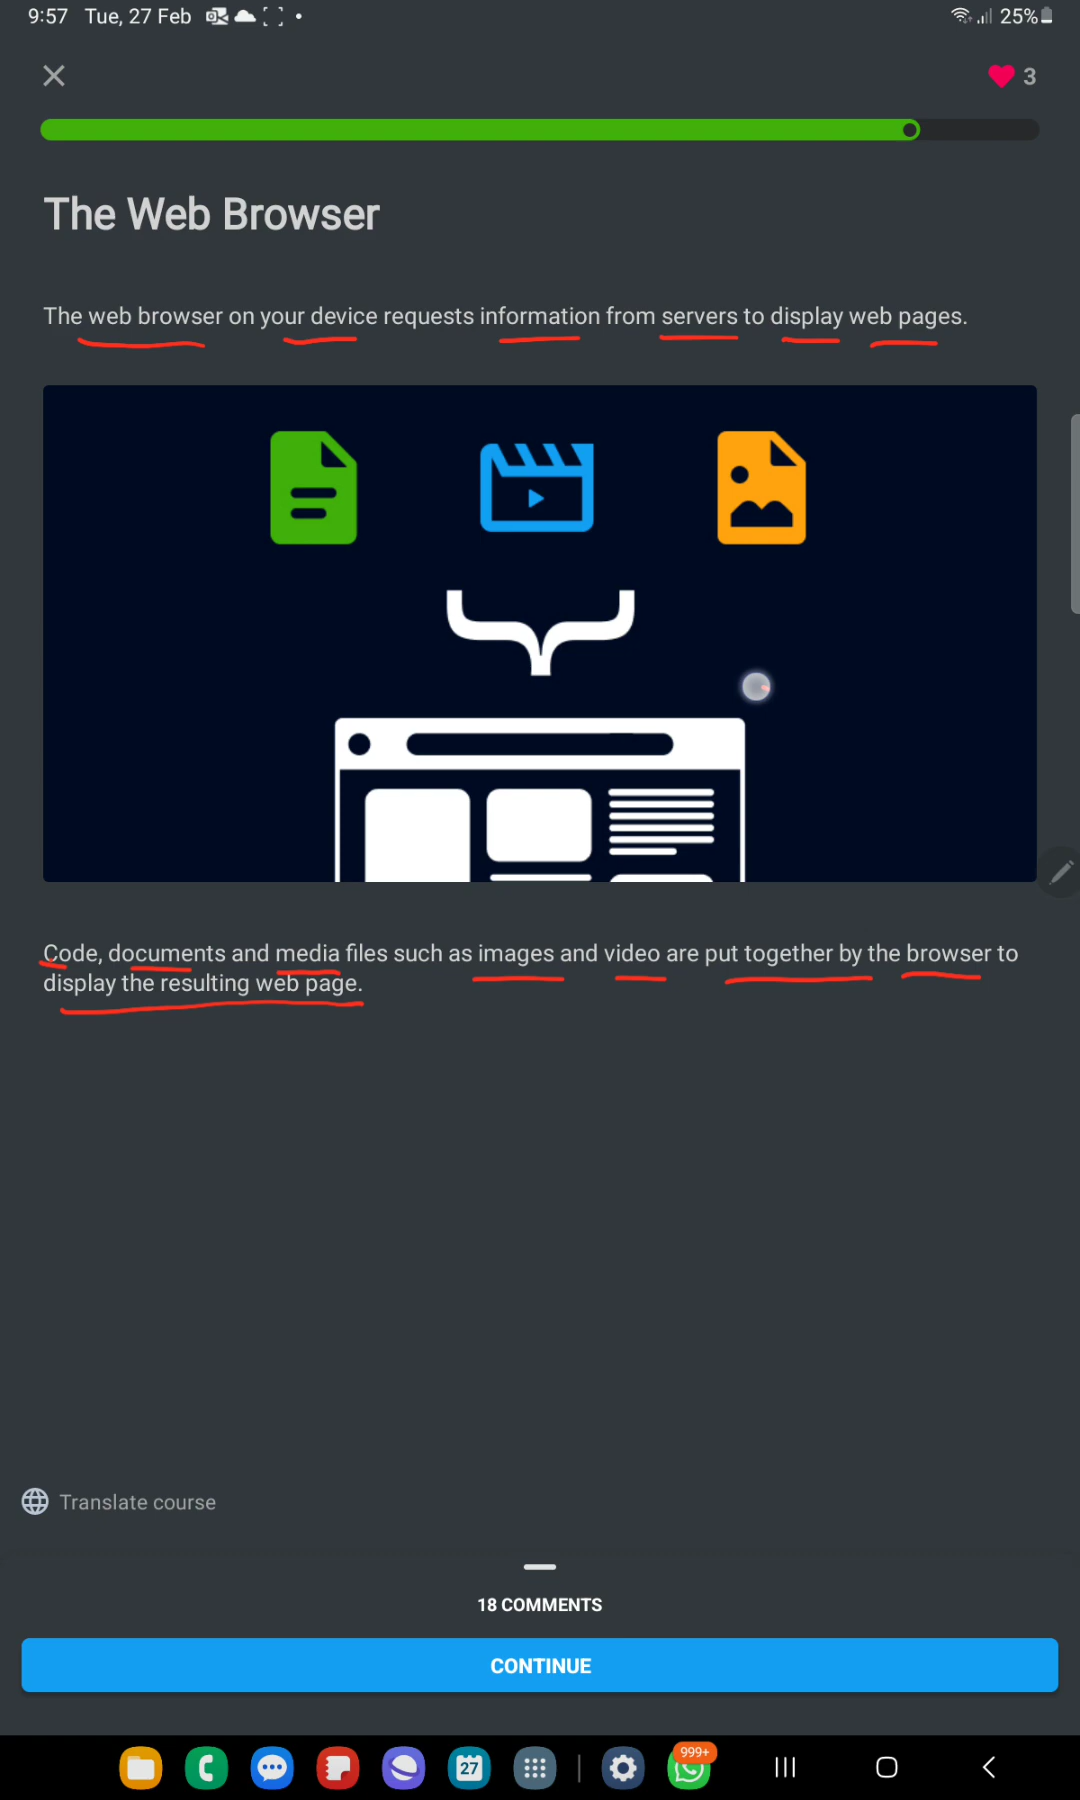 9:57 Tue, 27 Feb
25%
3
The Web Browser
The web browser on your device requests information from servers to display web pages.
Code, documents and media files such as images and video are put together by the browser to
display the resulting web page.
Translate course
18 COMMENTS
CONTINUE
27
999+